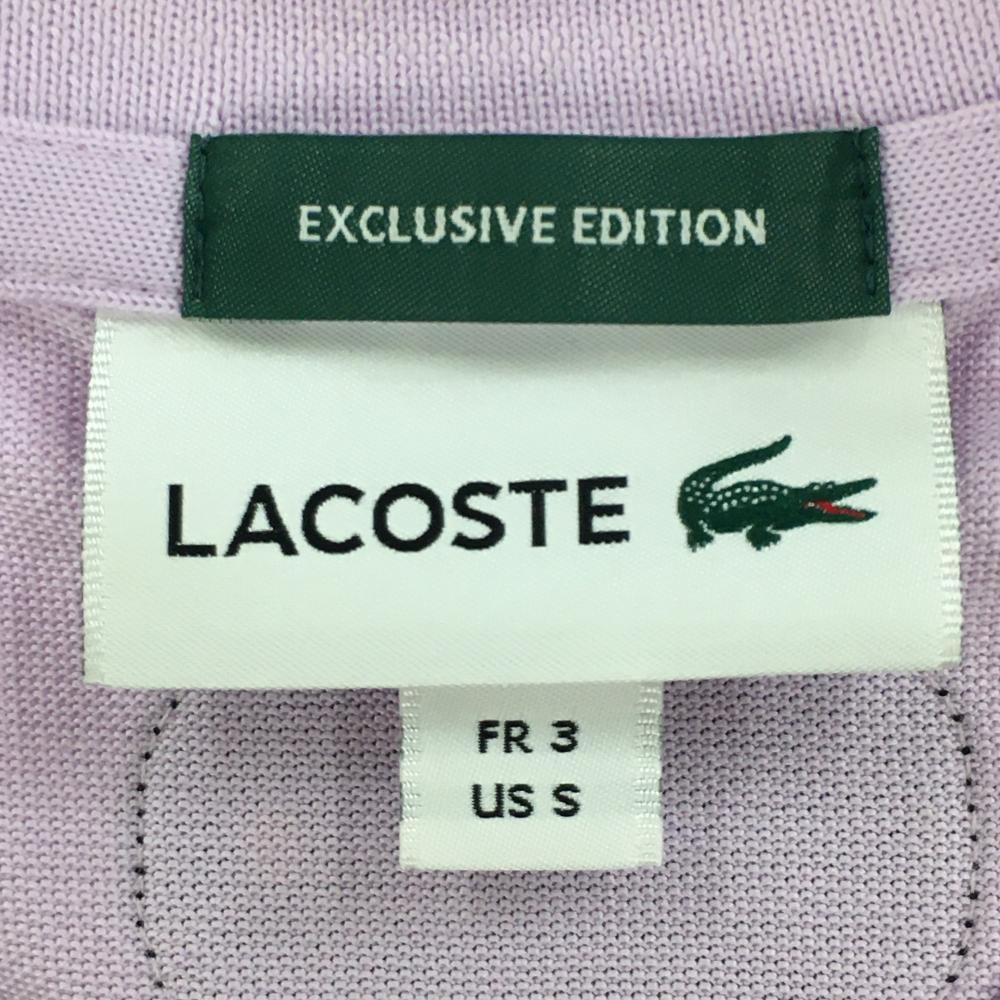 EXCLUSIVE EDITION
LACOSTE
FR 3
US S